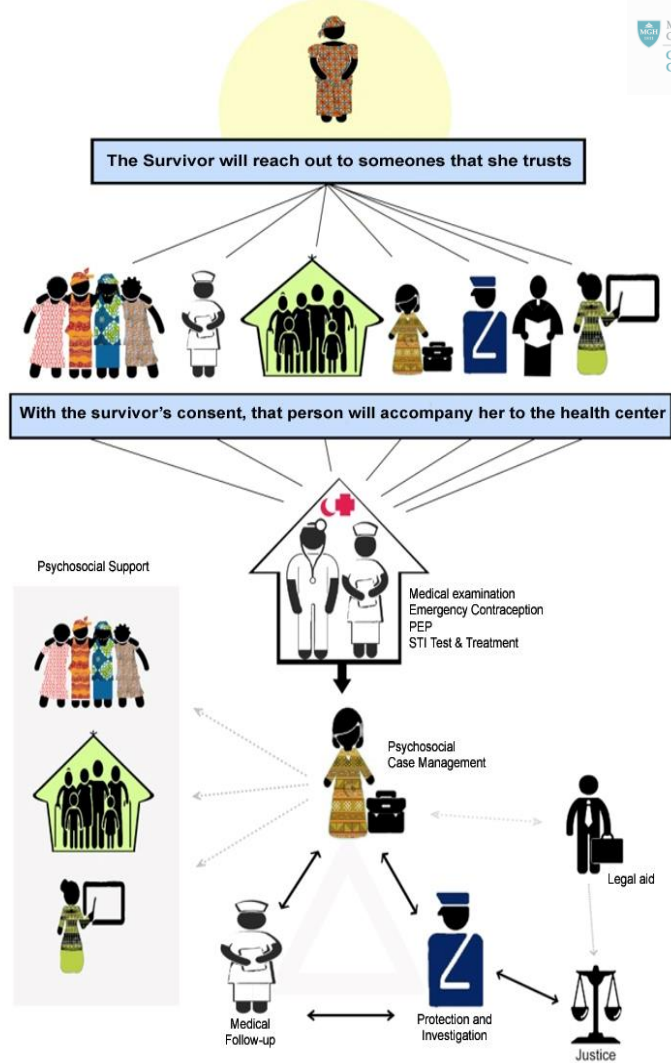 MGH
1811
The Survivor will reach out to someones that she trusts
With the survivor's consent, that person will accompany her to the health center
Psychosocial Support
Medical examination
Emergency Contraception
PEP
STI Test & Treatment
Psychosocial
Case Management
Legal aid
Medical
Follow-up
Protection and
Investigation
Justice